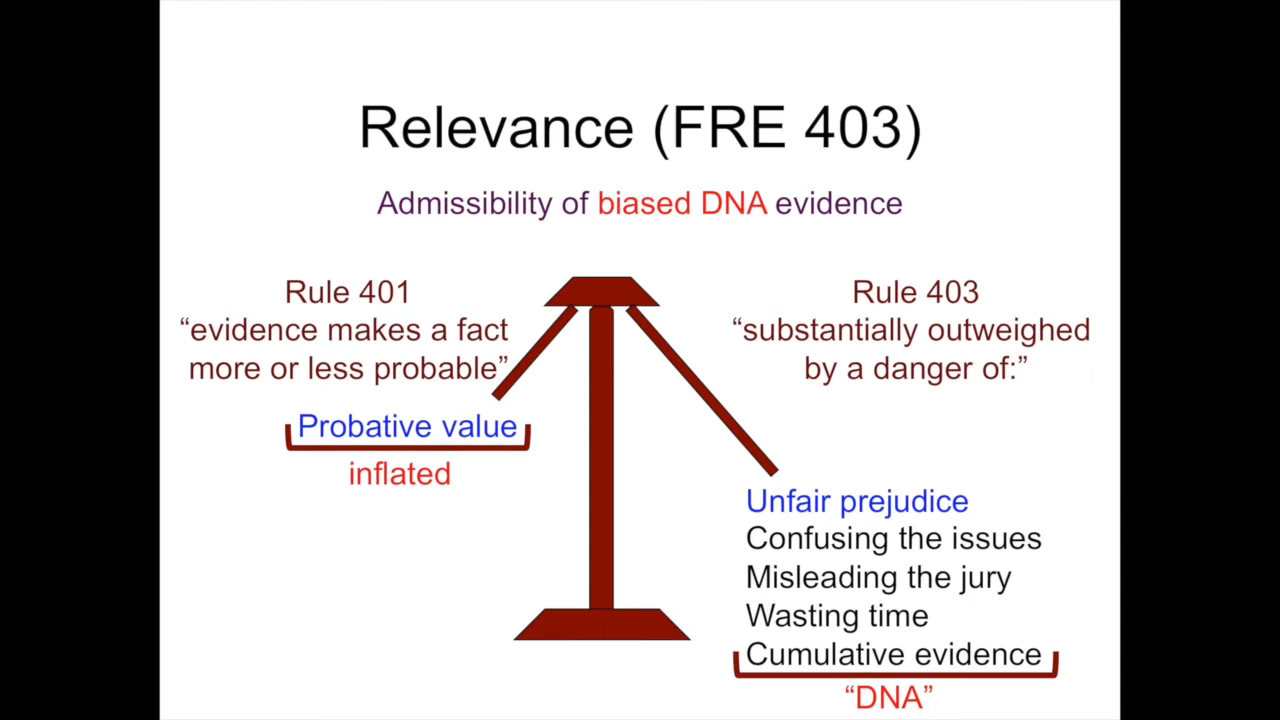 Relevance (FRE 403)
Admissibility of biased DNA evidence
Rule 401
“evidence makes a fact
more or less probable”
Probative value
inflated
Rule 403
“substantially outweighed
by a danger of:”
Unfair prejudice
Confusing the issues
Misleading the jury
Wasting time
Cumulative evidence
“DNA”